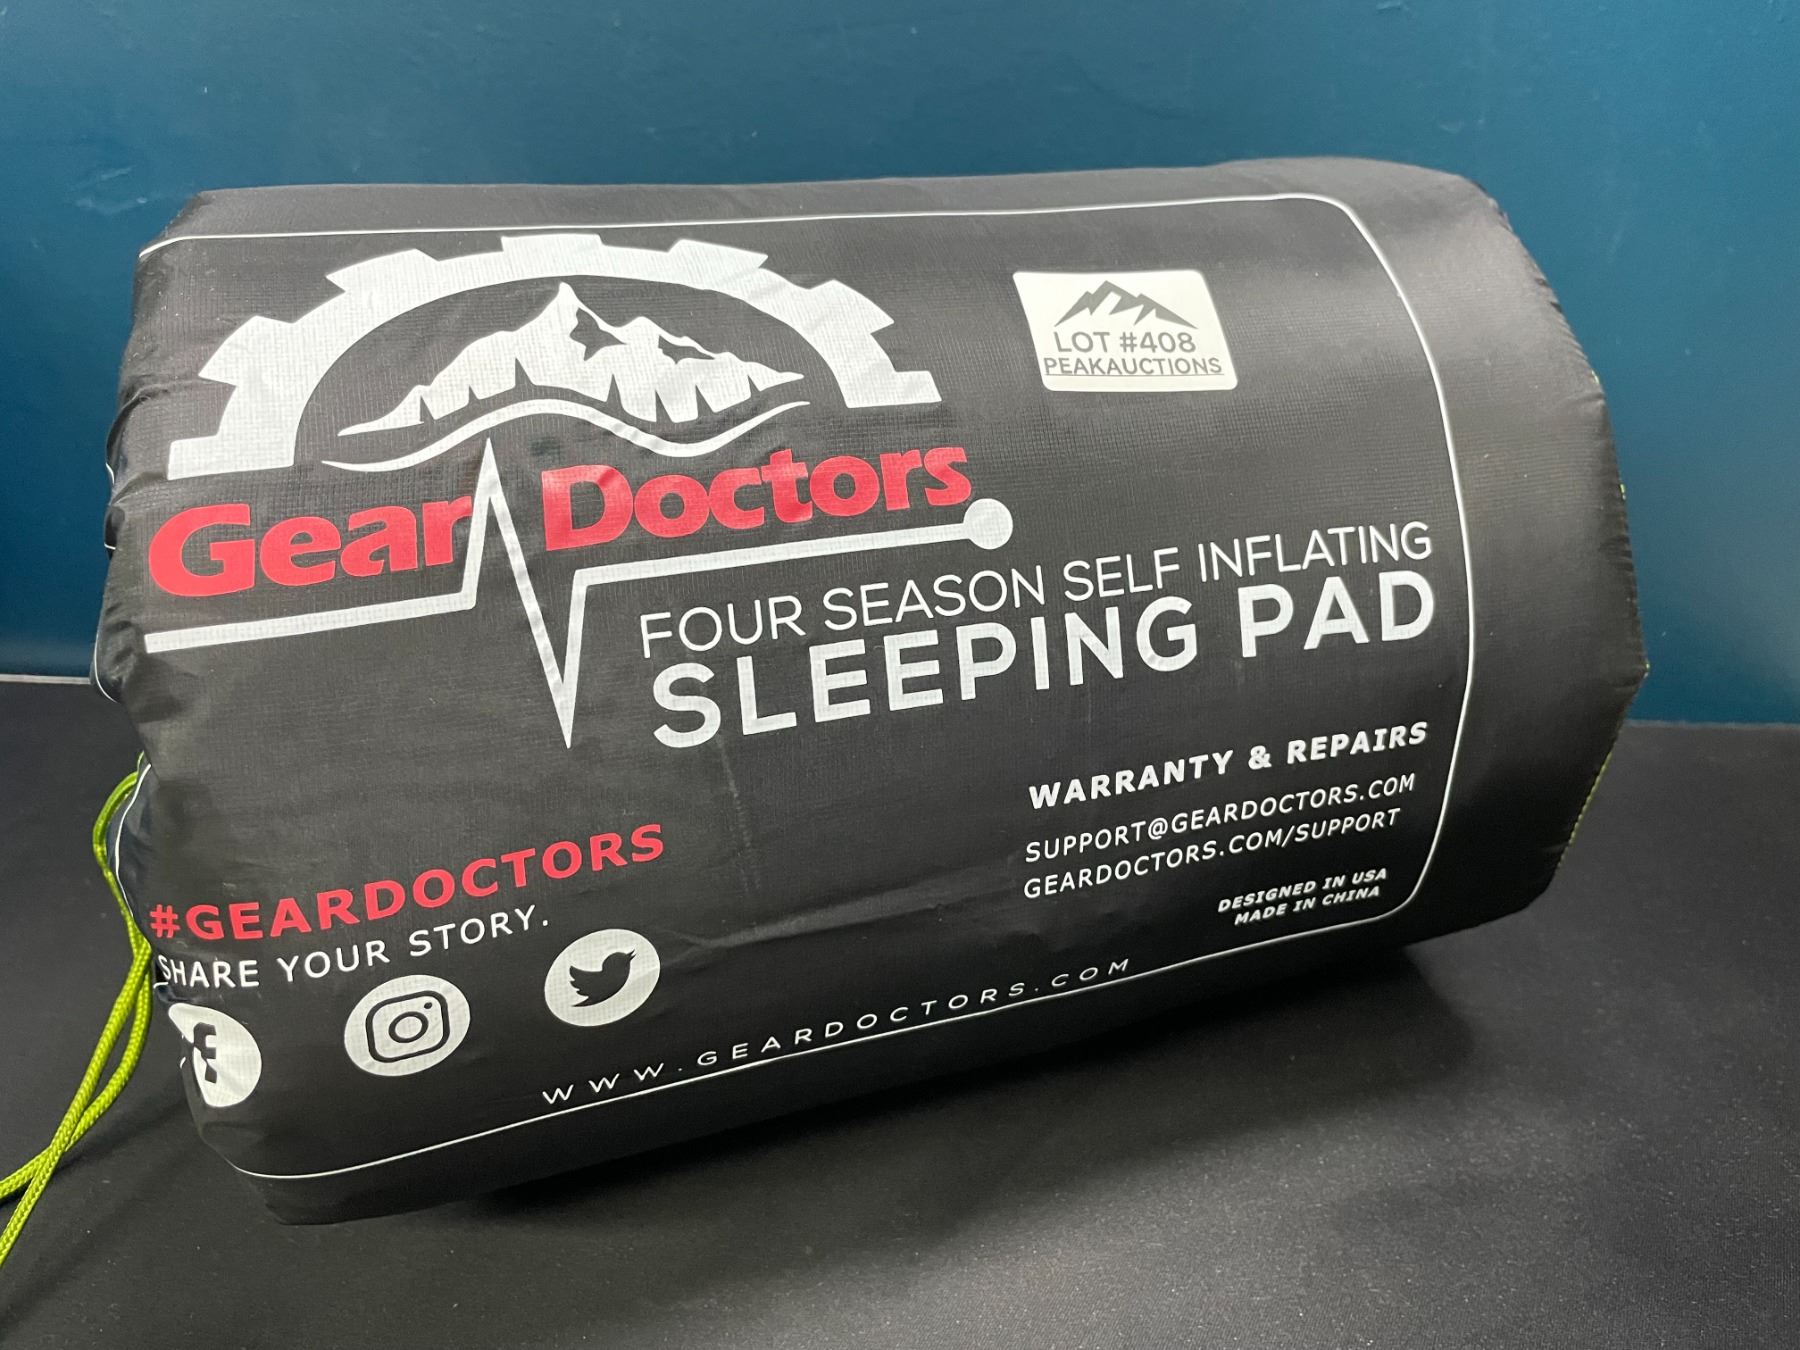 LOT #408
PEAKAUCTIONS
Gear Doctors
FOUR SEASON SELF INFLATING
SLEEPING PAD
WARRANTY & REPAIRS
SUPPORT@GEARDOCTORS.COM
GEARDOCTORS.COM/SUPPORT
DESIGNED IN USA
MADE IN CHINA
#GEARDOCTORS
SHARE YOUR STORY.
WWW.GEARDOCTORS.COM